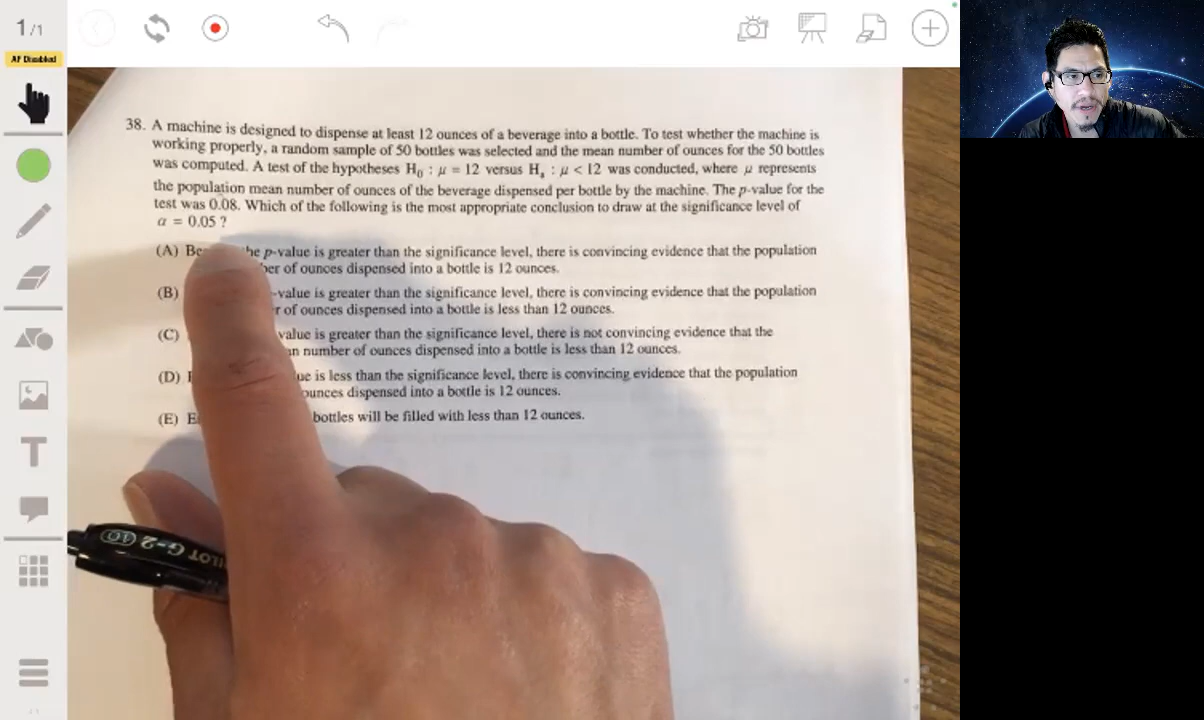 1/1
AF Disabled
38. A machine is designed to dispense at least 12 ounces of a beverage into a bottle. To test whether the machine is
working properly, a random sample of 50 bottles was selected and the mean number of ounces for the 50 bottles
was computed. A test of the hypotheses H₀ : μ = 12 versus Hₐ : μ < 12 was conducted, where μ represents
the population mean number of ounces of the beverage dispensed per bottle by the machine. The p-value for the
test was 0.08. Which of the following is the most appropriate conclusion to draw at the significance level of
α = 0.05 ?
(A) p-value is greater than the significance level, there is convincing evidence that the population
of ounces dispensed into a bottle is 12 ounces.
(B) -value is greater than the significance level, there is convincing evidence that the population
of ounces dispensed into a bottle is less than 12 ounces.
(C) value is greater than the significance level, there is not convincing evidence that the
number of ounces dispensed into a bottle is less than 12 ounces.
(D) is less than the significance level, there is convincing evidence that the population
ounces dispensed into a bottle is 12 ounces.
(E) bottles will be filled with less than 12 ounces.
G-2 10
T